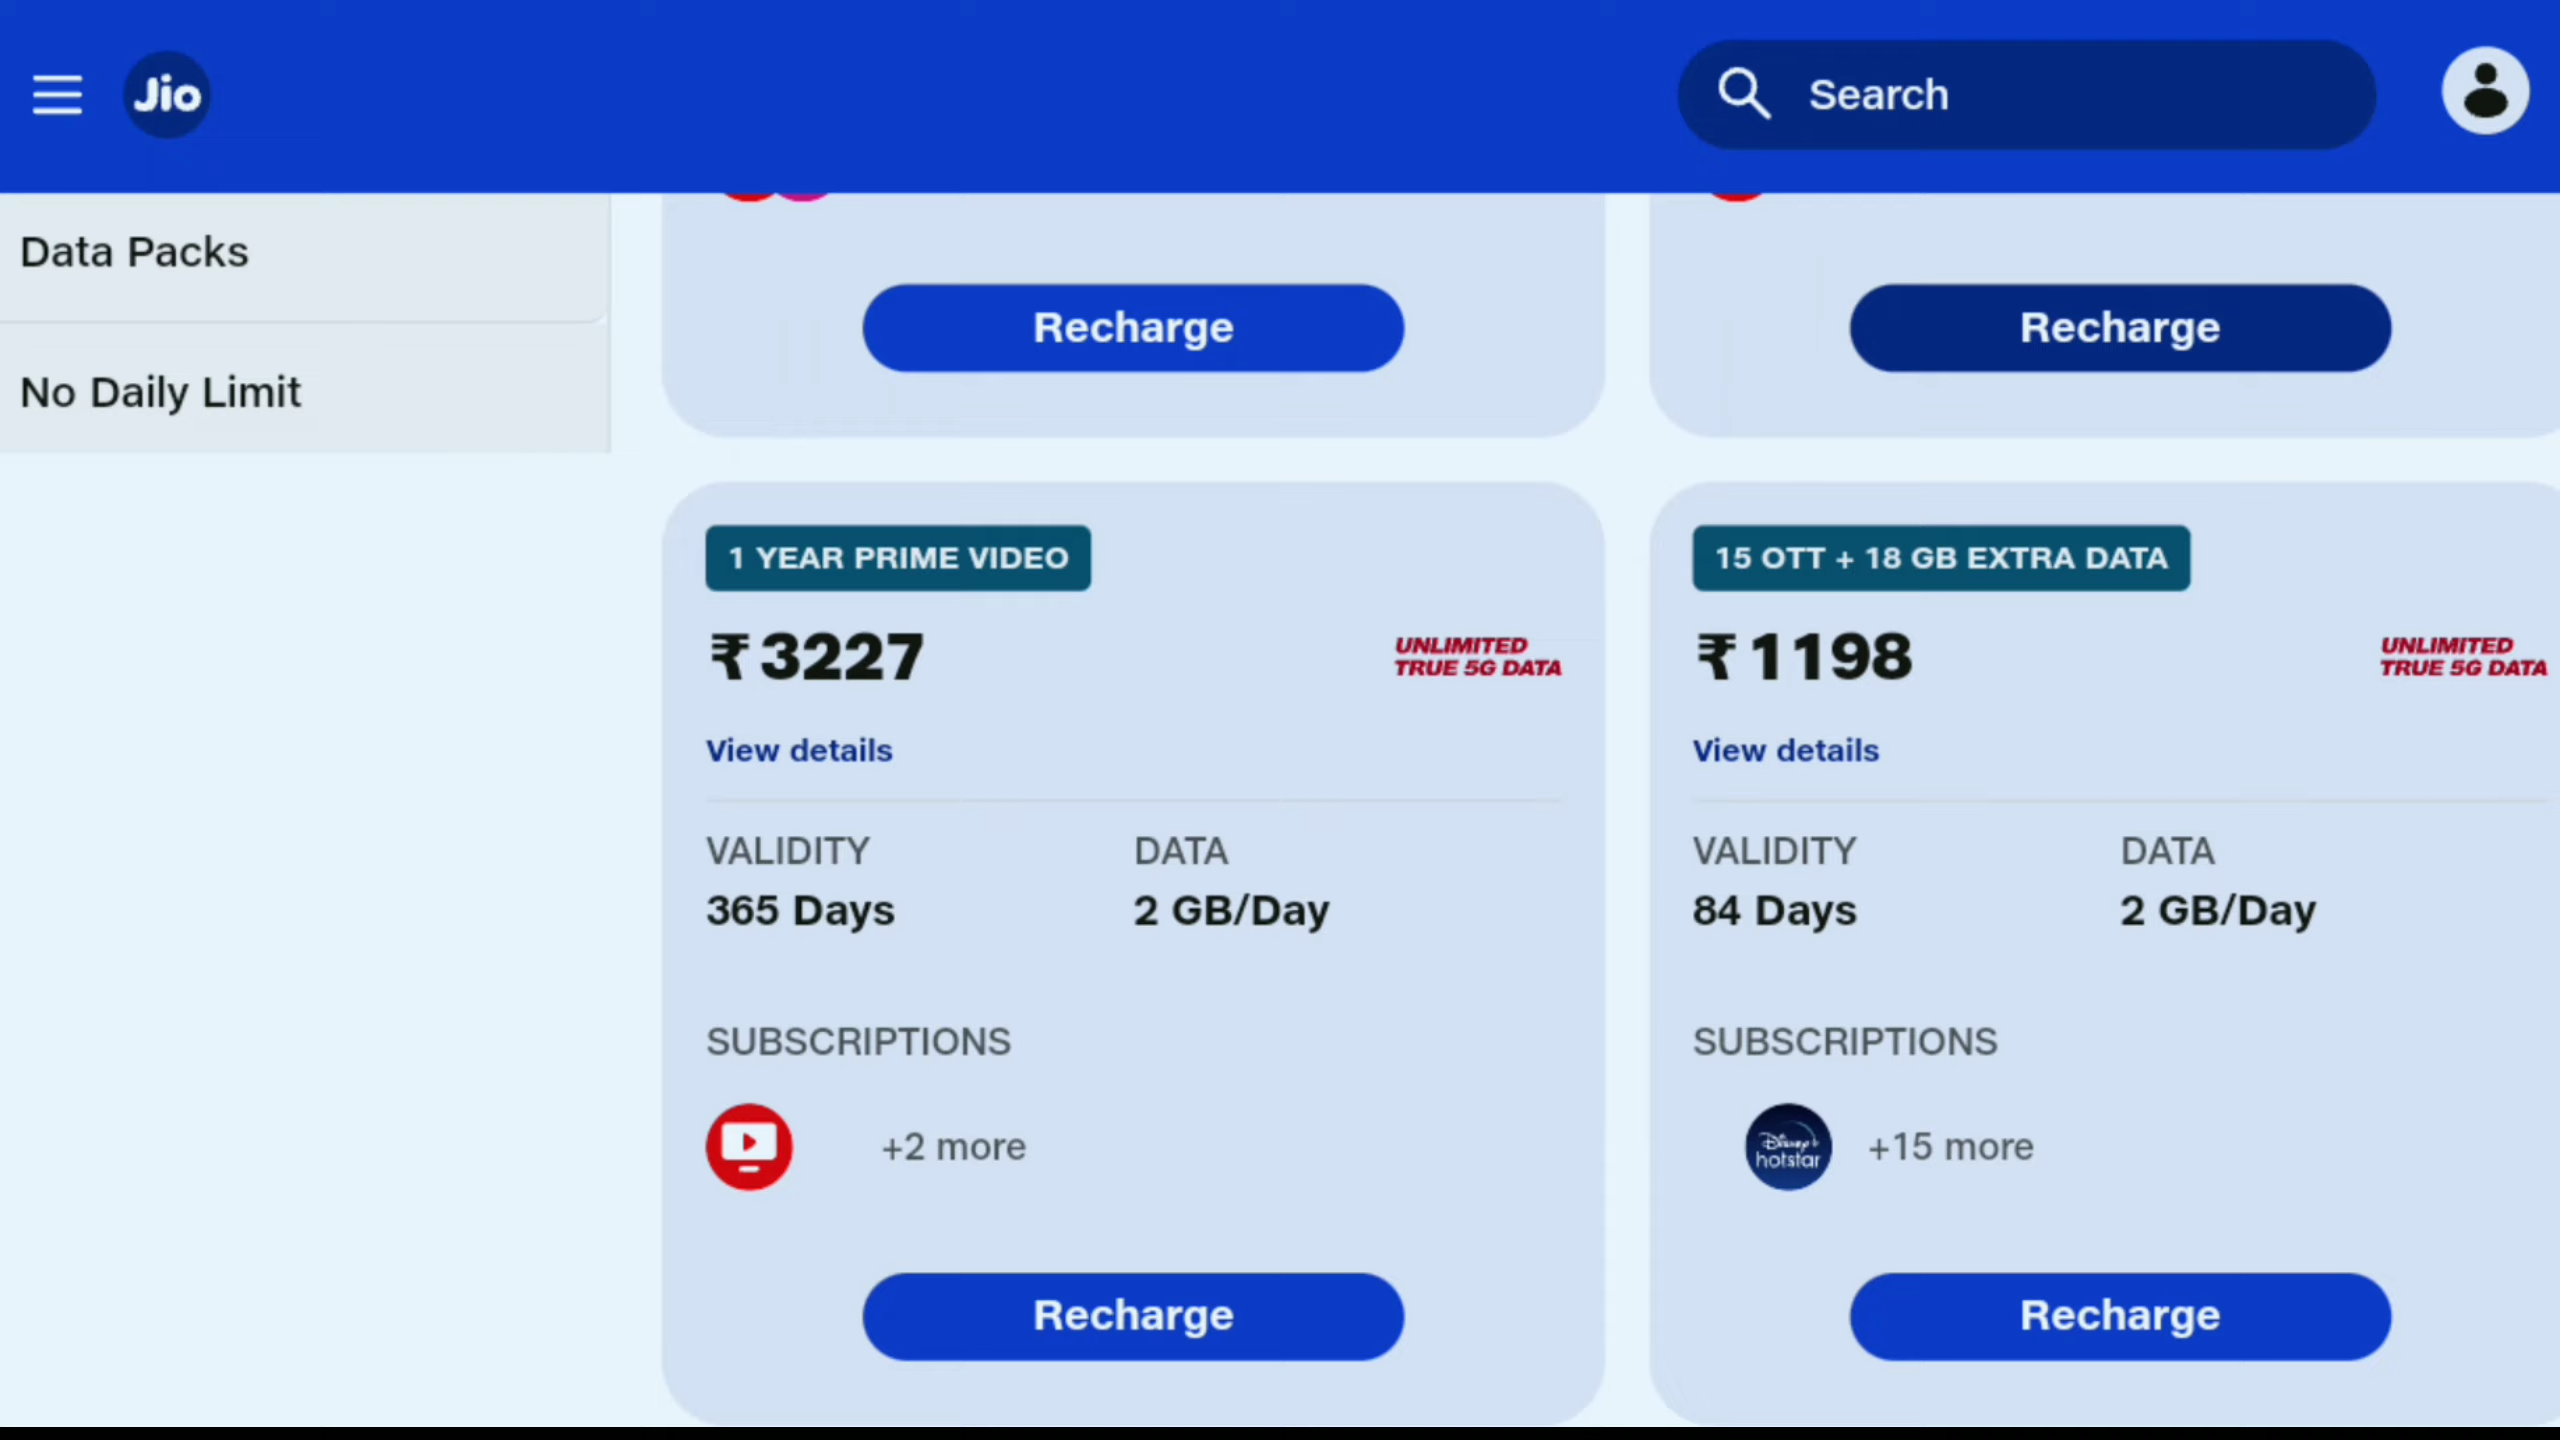 Jio
Search
Data Packs
No Daily Limit
Recharge
Recharge
1 YEAR PRIME VIDEO
₹3227
UNLIMITED
TRUE 5G DATA
View details
VALIDITY
DATA
365 Days
2 GB/Day
SUBSCRIPTIONS
+2 more
Recharge
15 OTT + 18 GB EXTRA DATA
₹1198
UNLIMITED
TRUE 5G DATA
View details
VALIDITY
DATA
84 Days
2 GB/Day
SUBSCRIPTIONS
Disney+
hotstar
+15 more
Recharge